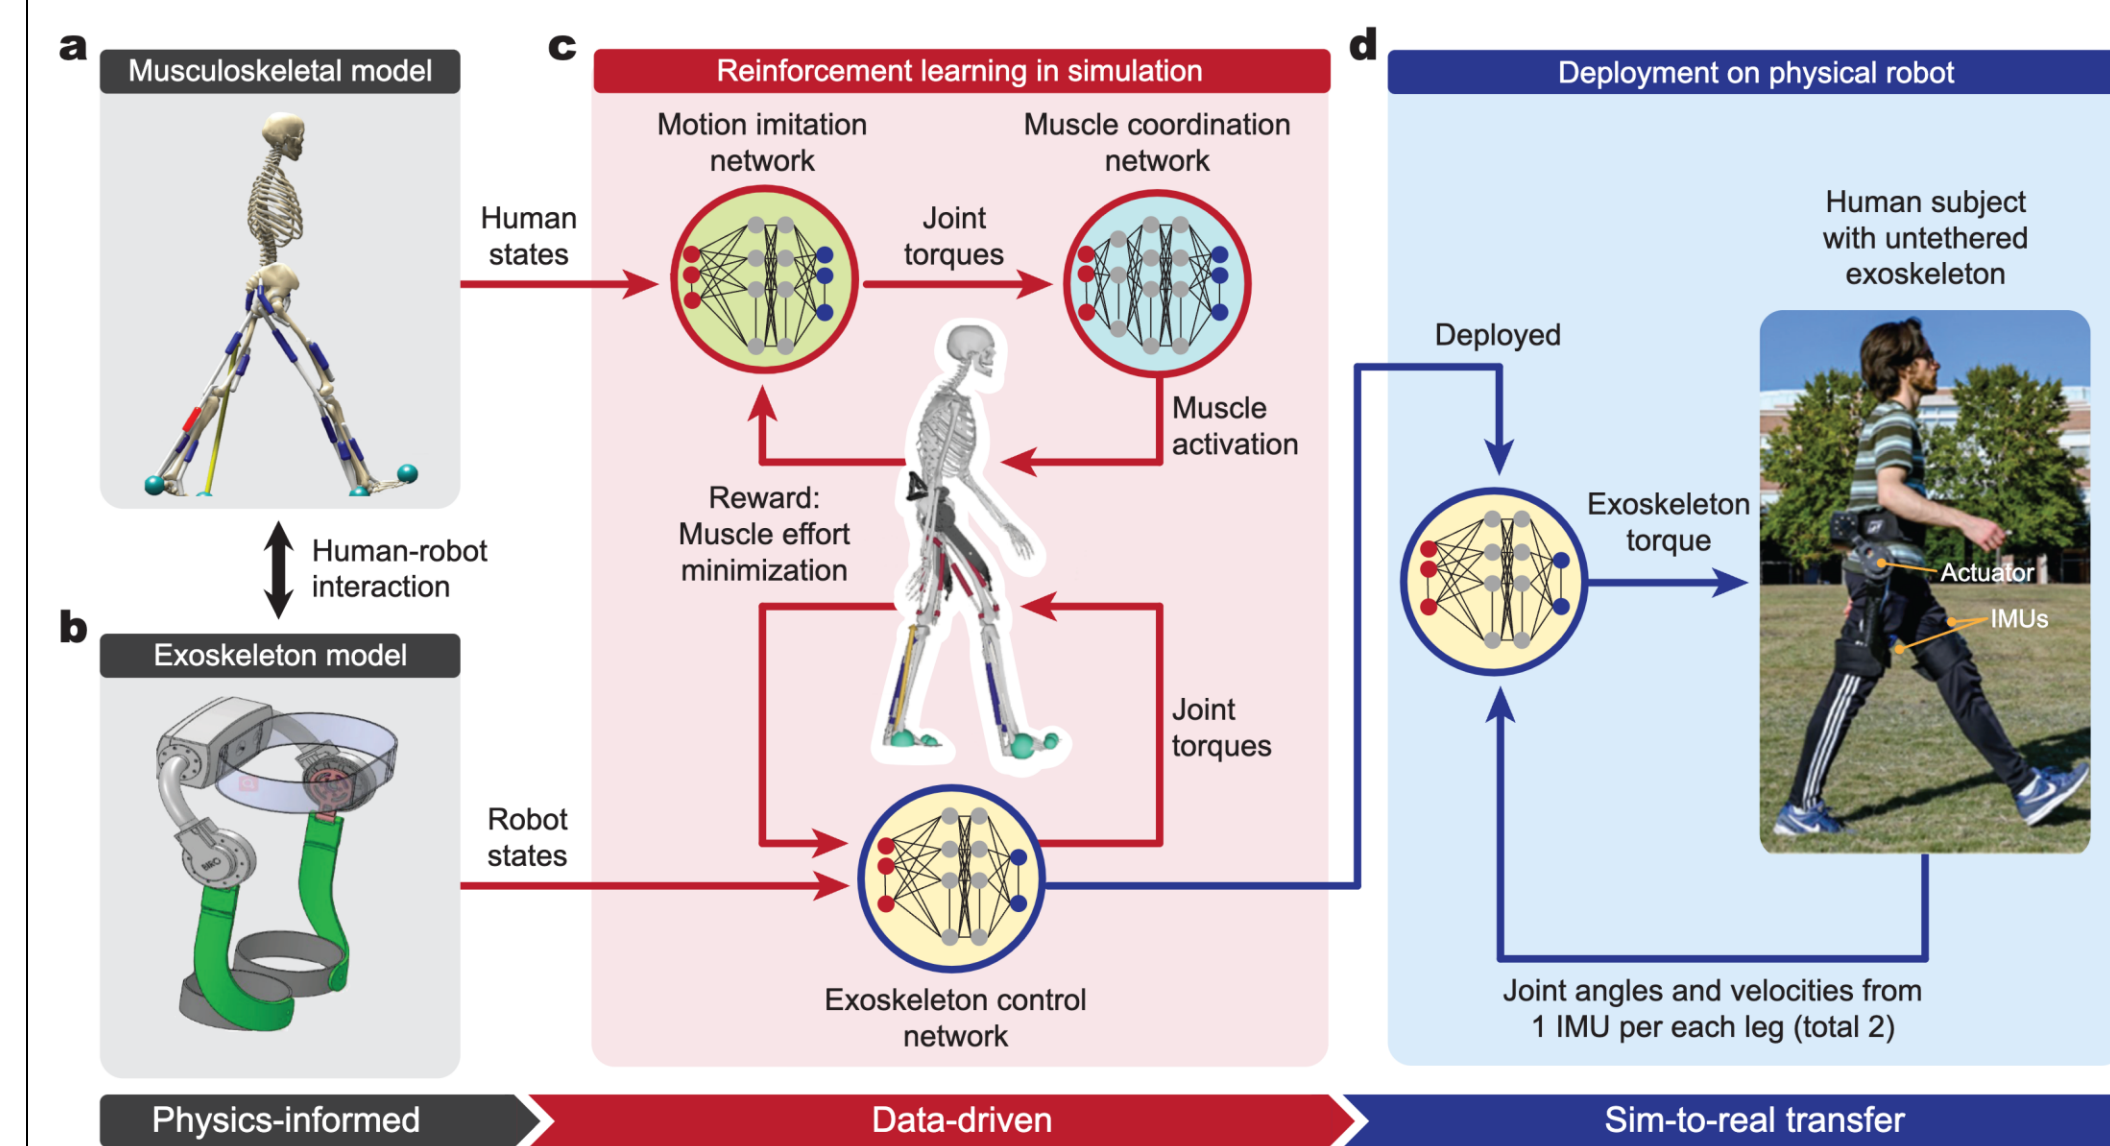 a
Musculoskeletal model
Human-robot
interaction
b
Exoskeleton model
Human
states
Robot
states
c
Reinforcement learning in simulation
Motion imitation
network
Muscle coordination
network
Joint
torques
Muscle
activation
Reward:
Muscle effort
minimization
Joint
torques
Exoskeleton control
network
d
Deployment on physical robot
Deployed
Human subject
with untethered
exoskeleton
Exoskeleton
torque
Actuator
IMUs
Joint angles and velocities from
1 IMU per each leg (total 2)
Physics-informed
Data-driven
Sim-to-real transfer